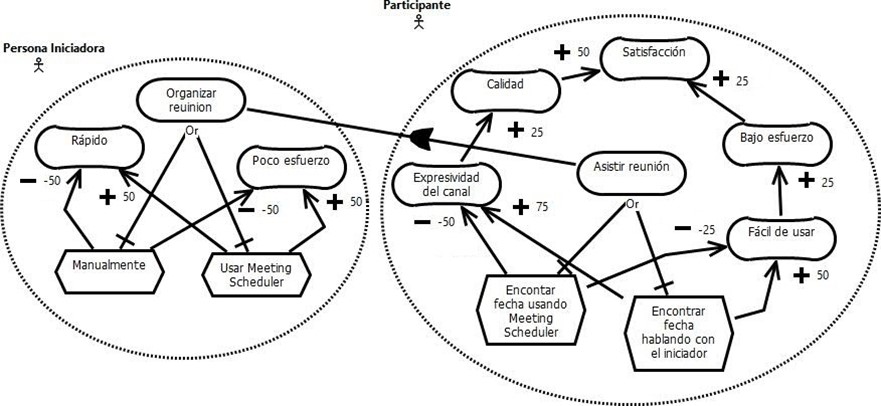 Participante
Persona Iniciadora
Organizar
reunion
Or
Rápido
Poco esfuerzo
- -50
+ 50
- -50
+ 50
Manualmente
Usar Meeting
Scheduler
+ 50
Satisfacción
Calidad
+ 25
+ 25
Bajo esfuerzo
Expresividad
del canal
Asistir reunión
Or
+ 25
- -50
+ 75
- -25
Fácil de usar
+ 50
Encontar
fecha usando
Meeting
Scheduler
Encontrar
fecha
hablando con
el iniciador